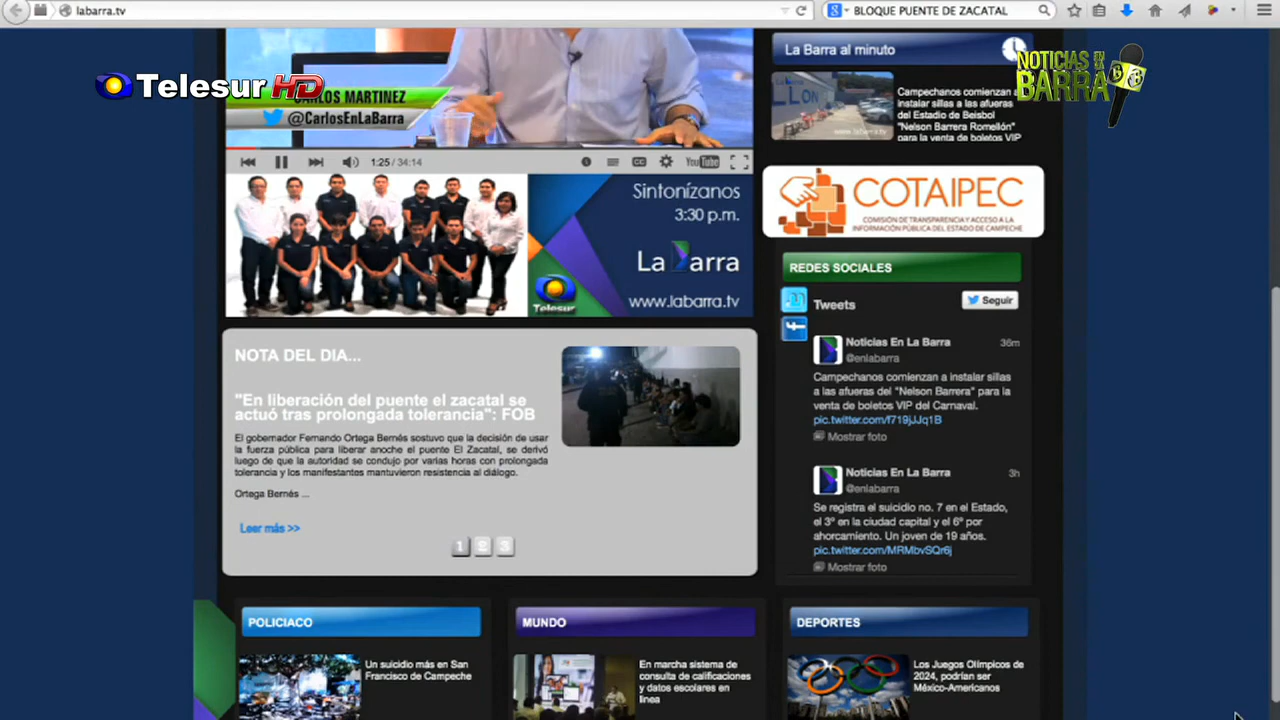 labarra.tv
BLOQUE PUENTE DE ZACATAL
Telesur HD
CARLOS MARTINEZ
@CarlosEnLaBarra
1:25 / 34:14
CC
YouTube
Sintonízanos
3:30 p.m.
La Barra
www.labarra.tv
Telesur
NOTA DEL DIA...
"En liberación del puente el zacatal se
actuó tras prolongada tolerancia": FOB
El gobernador Fernando Ortega Bernés sostuvo que la decisión de usar
la fuerza pública para liberar anoche el puente El Zacatal, se derivó
luego de que la autoridad se condujo por varias horas con prolongada
tolerancia y los manifestantes mantuvieron resistencia al diálogo.
Ortega Bernés ...
Leer más >>
1 2 3
La Barra al minuto
NOTICIAS EN LA
BARRA
Campechanos comienzan a
instalar sillas a las afueras
del Estadio de Beisbol
"Nelson Barrera Romellón"
para la venta de boletos VIP
www.labarra.tv
COTAIPEC
COMISIÓN DE TRANSPARENCIA Y ACCESO A LA
INFORMACIÓN PÚBLICA DEL ESTADO DE CAMPECHE
REDES SOCIALES
Tweets
Seguir
Noticias En La Barra 36m
@enlabarra
Campechanos comienzan a instalar sillas
a las afueras del "Nelson Barrera" para la
venta de boletos VIP del Carnaval.
pic.twitter.com/f719jJJq1B
Mostrar foto
Noticias En La Barra 3h
@enlabarra
Se registra el suicidio no. 7 en el Estado,
el 3º en la ciudad capital y el 6º por
ahorcamiento. Un joven de 19 años.
pic.twitter.com/MRMbvSQr6j
Mostrar foto
POLICIACO
Un suicidio más en San
Francisco de Campeche
MUNDO
En marcha sistema de
consulta de calificaciones
y datos escolares en
línea
DEPORTES
Los Juegos Olímpicos de
2024, podrían ser
México-Americanos